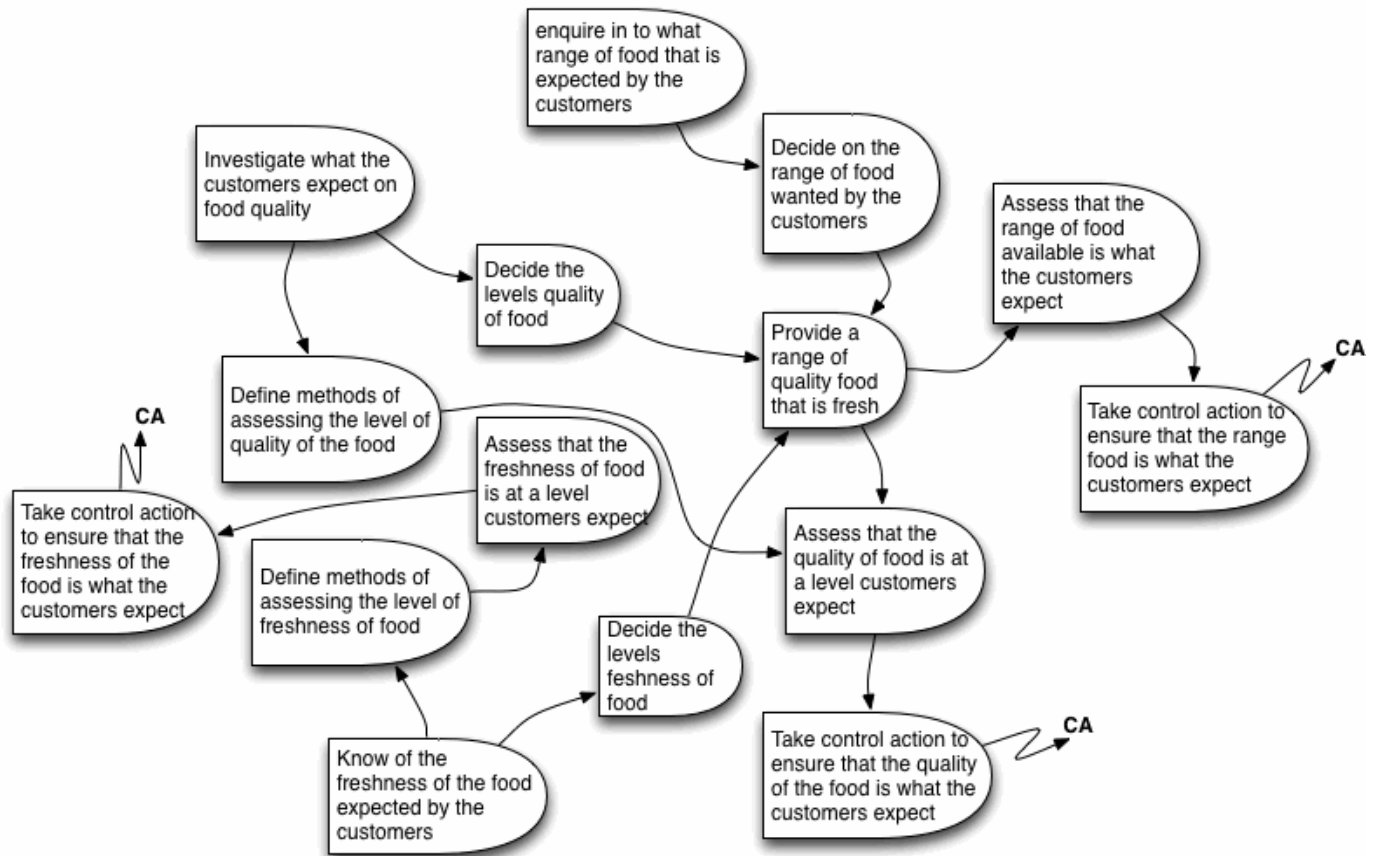 enquire in to what
range of food that is
expected by the
customers
Investigate what the
customers expect on
food quality
Decide on the
range of food
wanted by the
customers
Assess that the
range of food
available is what
the customers
expect
Decide the
levels quality
of food
Provide a
range of
quality food
that is fresh
CA
Define methods of
assessing the level of
quality of the food
Take control action to
ensure that the range
food is what the
customers expect
CA
Assess that the
freshness of food
is at a level
customers expect
Take control action
to ensure that the
freshness of the
food is what the
customers expect
Assess that the
quality of food is at
a level customers
expect
Define methods of
assessing the level of
freshness of food
Decide the
levels
feshness of
food
Know of the
freshness of the food
expected by the
customers
Take control action to
ensure that the quality
of the food is what the
customers expect
CA